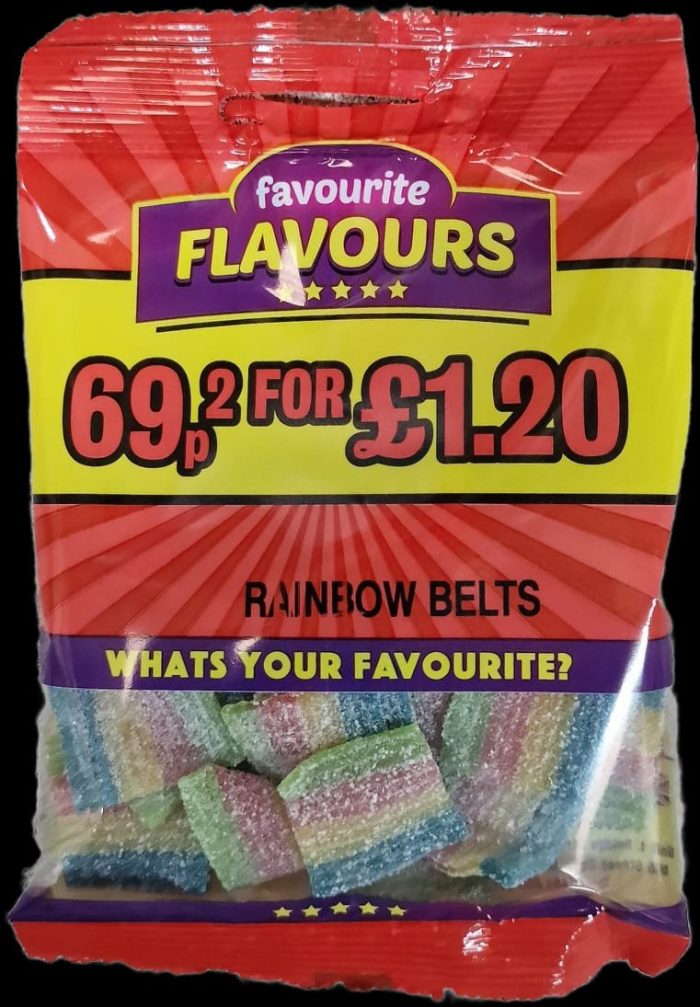 favourite
FLAVOURS
69p 2 FOR £1.20
RAINBOW BELTS
WHATS YOUR FAVOURITE?